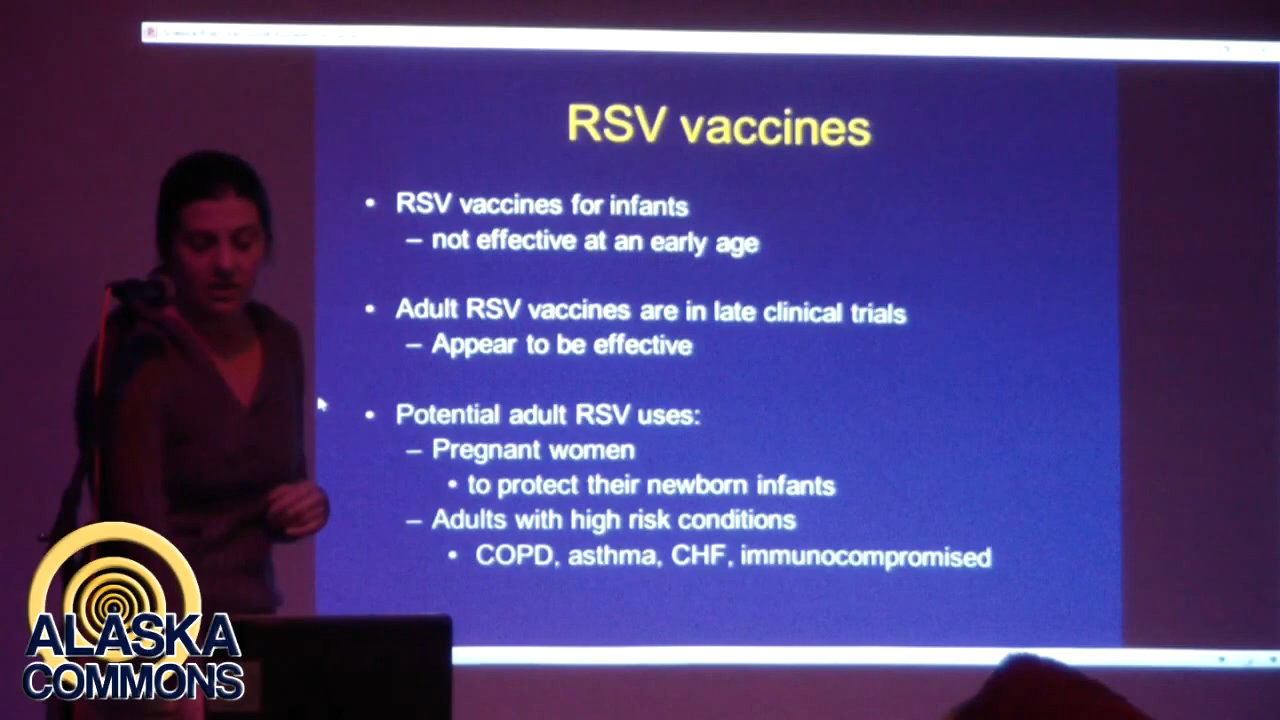 RSV vaccines
• RSV vaccines for infants
– not effective at an early age
• Adult RSV vaccines are in late clinical trials
– Appear to be effective
• Potential adult RSV uses:
– Pregnant women
• to protect their newborn infants
– Adults with high risk conditions
• COPD, asthma, CHF, immunocompromised
ALASKA
COMMONS